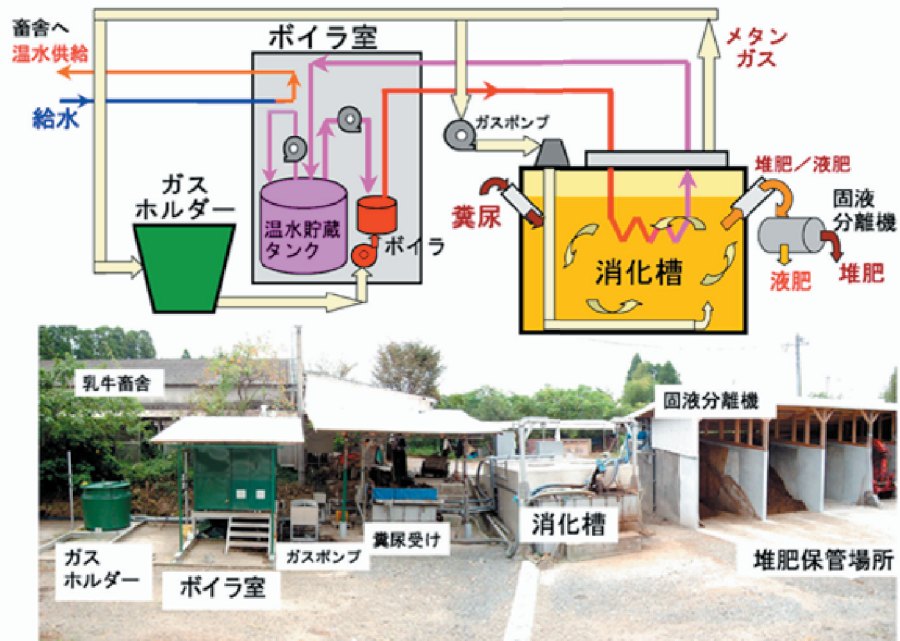 畜舎へ
温水供給
給水
ボイラ室
メタン
ガス
ガスポンプ
ガス
ホルダー
温水貯蔵
タンク
ボイラ
糞尿
消化槽
堆肥／液肥
固液
分離機
液肥
堆肥
乳牛畜舎
固液分離機
ガス
ホルダー
ボイラ室
ガスポンプ
糞尿受け
消化槽
堆肥保管場所